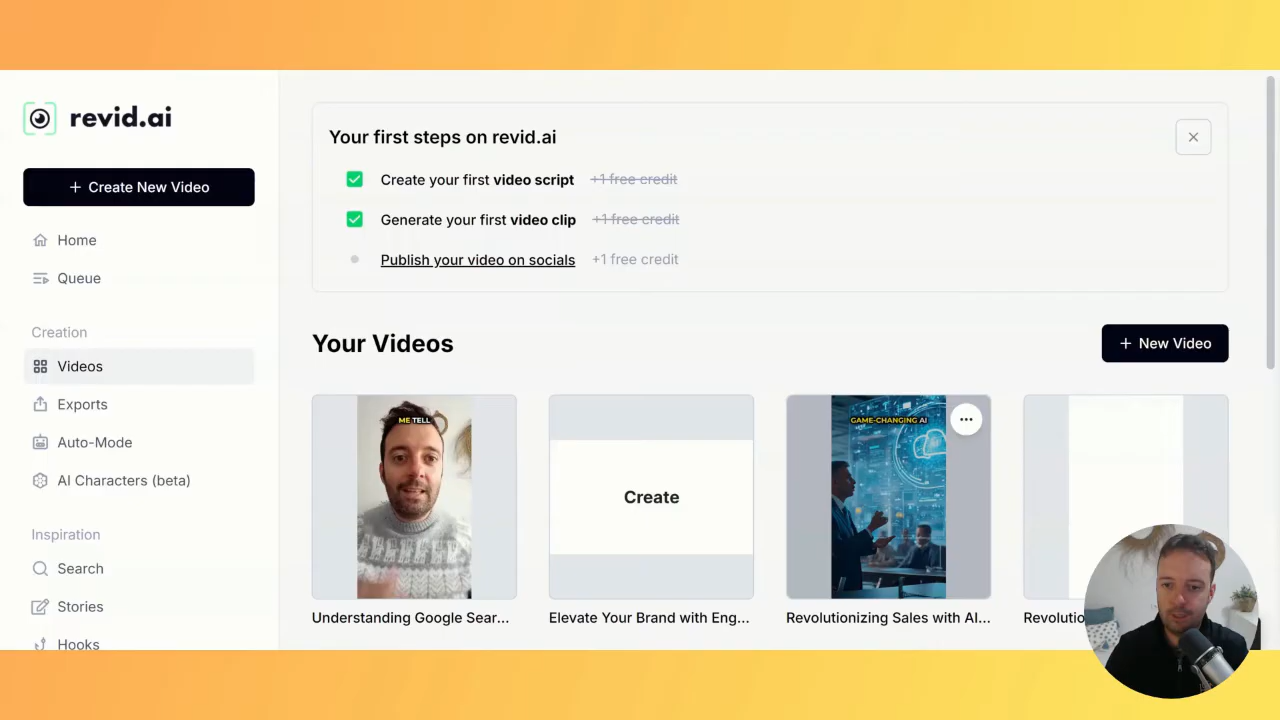 revid.ai
+ Create New Video
Home
Queue
Creation
Videos
Exports
Auto-Mode
AI Characters (beta)
Inspiration
Search
Stories
Hooks
Your first steps on revid.ai
Create your first video script +1 free credit
Generate your first video clip +1 free credit
Publish your video on socials +1 free credit
Your Videos
+ New Video
ME TELL
Create
GAME-CHANGING AI
Understanding Google Sear...
Elevate Your Brand with Eng...
Revolutionizing Sales with AI...